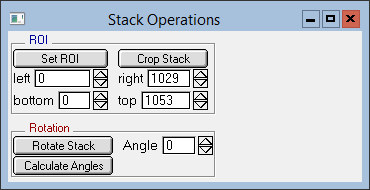 Stack Operations
ROI
Set ROI Crop Stack
left 0 right 1029
bottom 0 top 1053
Rotation
Rotate Stack Angle 0
Calculate Angles